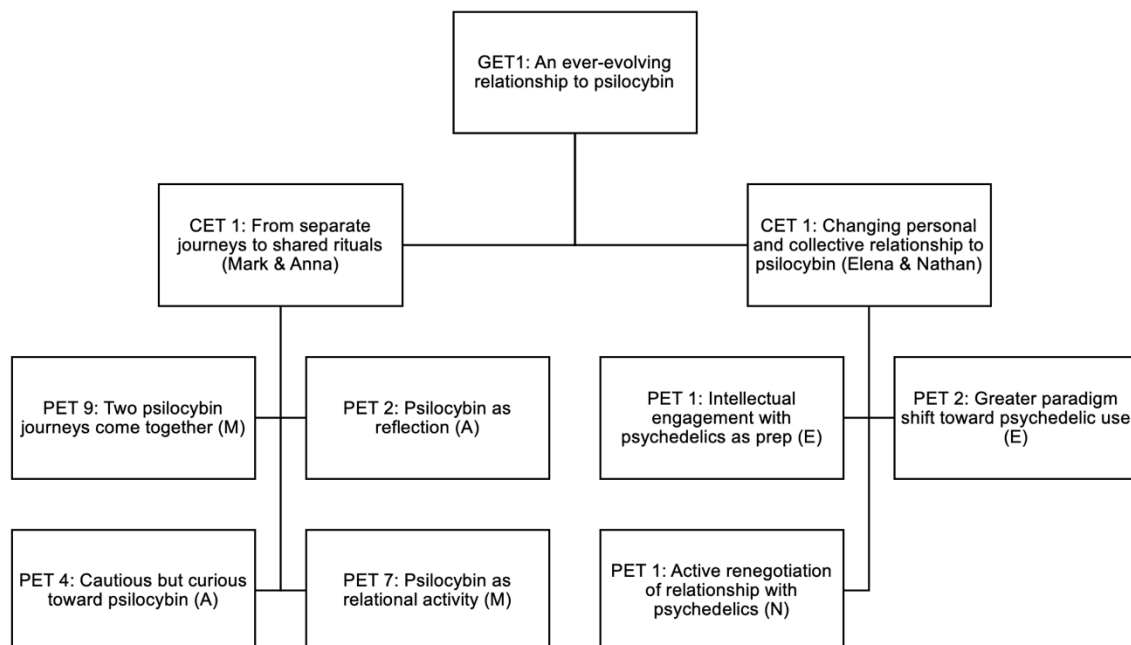 GET1: An ever-evolving
relationship to psilocybin
CET 1: From separate
journeys to shared rituals
(Mark & Anna)
CET 1: Changing personal
and collective relationship to
psilocybin (Elena & Nathan)
PET 9: Two psilocybin
journeys come together (M)
PET 2: Psilocybin as
reflection (A)
PET 1: Intellectual
engagement with
psychedelics as prep (E)
PET 2: Greater paradigm
shift toward psychedelic use
(E)
PET 4: Cautious but curious
toward psilocybin (A)
PET 7: Psilocybin as
relational activity (M)
PET 1: Active renegotiation
of relationship with
psychedelics (N)